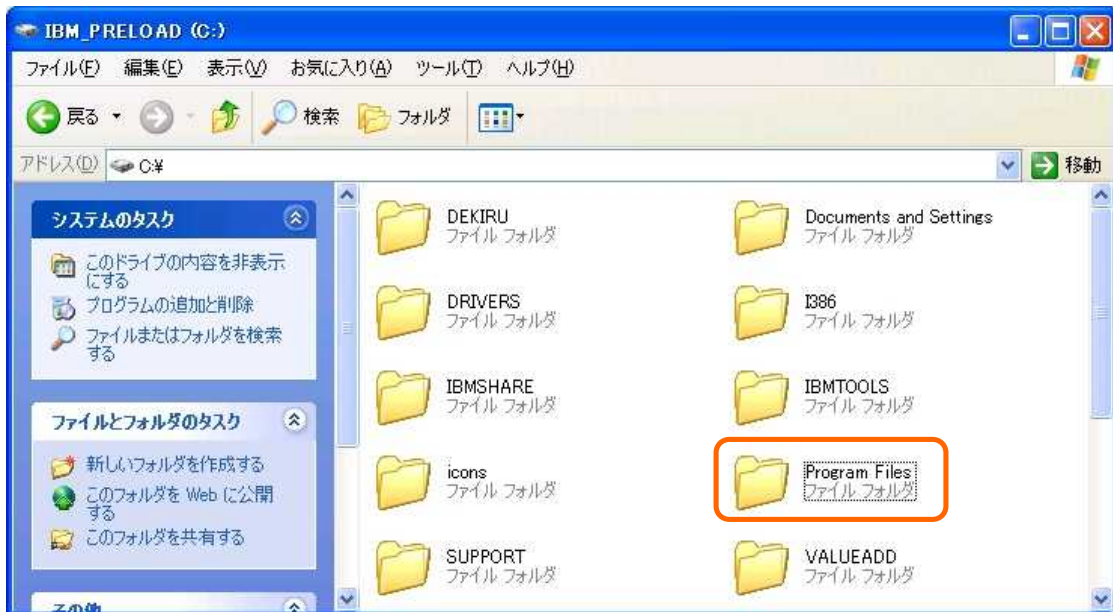 IBM_PRELOAD (C:)
ファイル(F) 編集(E) 表示(V) お気に入り(A) ツール(T) ヘルプ(H)
戻る 検索 フォルダ
アドレス(D) C:¥ 移動
システムのタスク
このドライブの内容を非表示
にする
プログラムの追加と削除
ファイルまたはフォルダを検索
する
ファイルとフォルダのタスク
新しいフォルダを作成する
このフォルダを Web に公開
する
このフォルダを共有する
その他
DEKIRU
ファイル フォルダ
Documents and Settings
ファイル フォルダ
DRIVERS
ファイル フォルダ
I386
ファイル フォルダ
IBMSHARE
ファイル フォルダ
IBMTOOLS
ファイル フォルダ
icons
ファイル フォルダ
Program Files
ファイル フォルダ
SUPPORT
ファイル フォルダ
VALUEADD
ファイル フォルダ